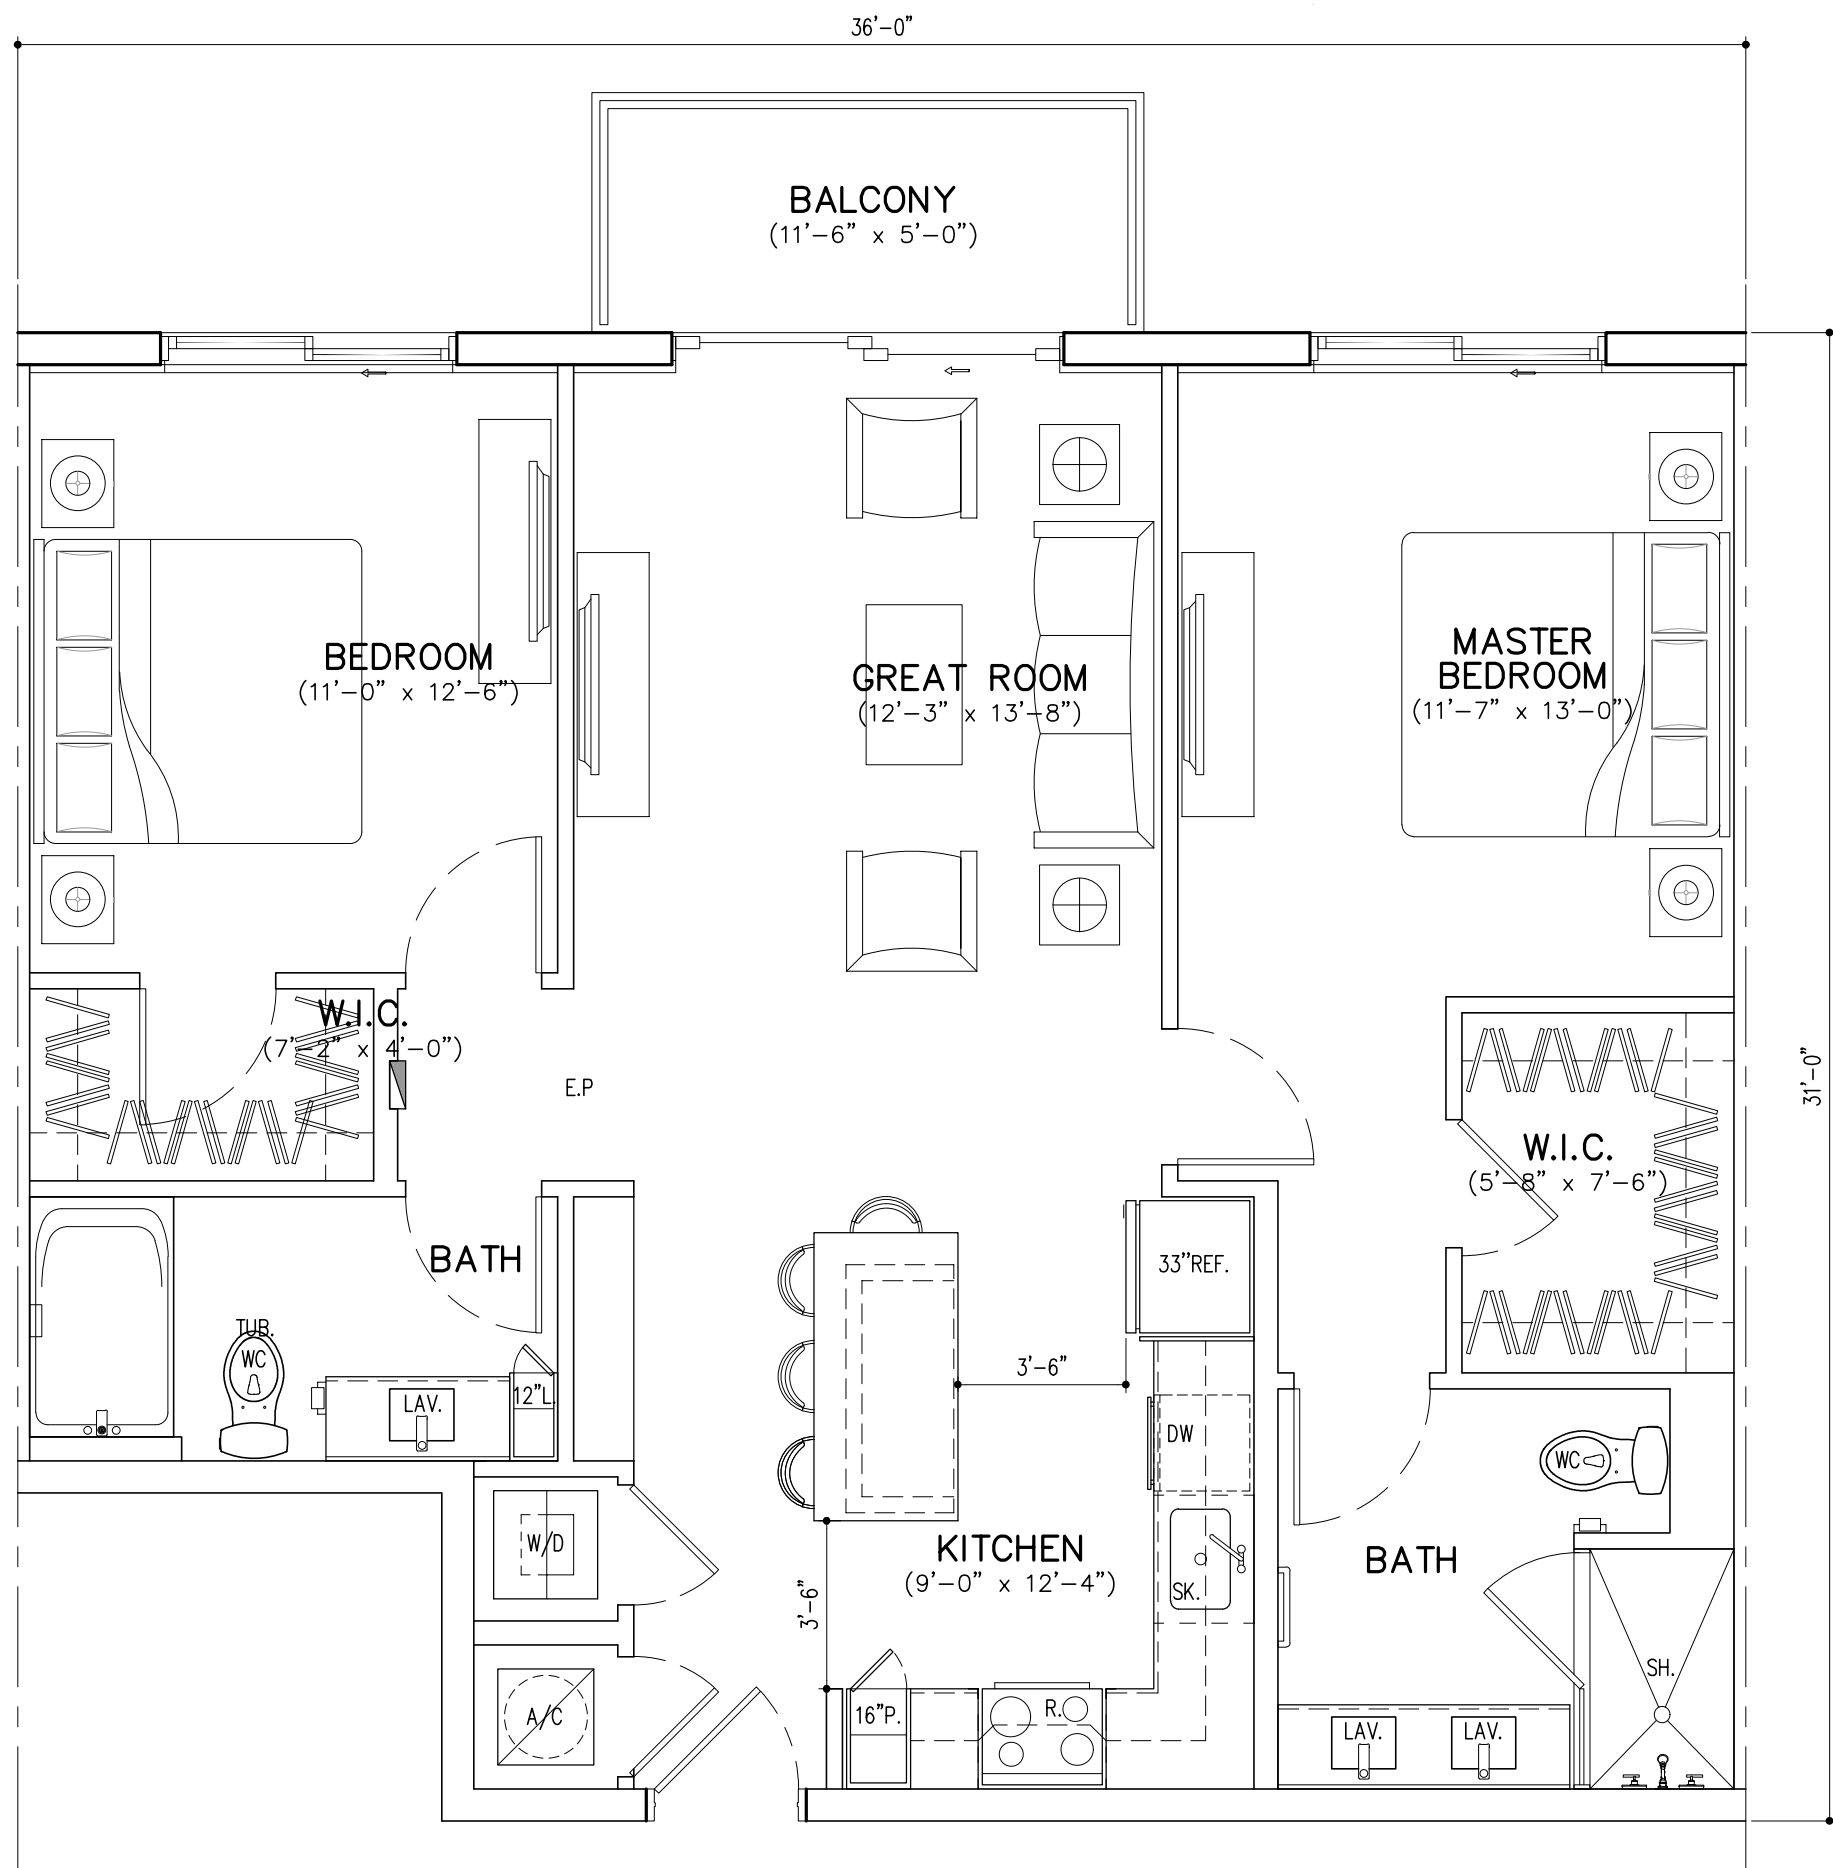 36'-0"
BALCONY
(11'-6" x 5'-0")
BEDROOM
(11'-0" x 12'-6")
GREAT ROOM
(12'-3" x 13'-8")
MASTER
BEDROOM
(11'-7" x 13'-0")
W.I.C.
(7'-2" x 4'-0")
E.P
31'-0"
W.I.C.
(5'-8" x 7'-6")
BATH
33"REF.
TUB.
WC
LAV.
12"L.
3'-6"
DW
WC
W/D
KITCHEN
(9'-0" x 12'-4")
BATH
SK.
3'-6"
SH.
A/C
16"P.
R.
LAV.
LAV.